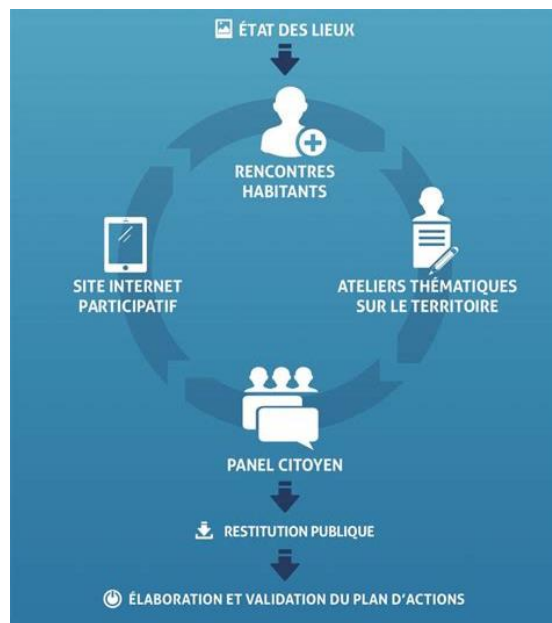 ÉTAT DES LIEUX
RENCONTRES
HABITANTS
SITE INTERNET
PARTICIPATIF
ATELIERS THÉMATIQUES
SUR LE TERRITOIRE
PANEL CITOYEN
RESTITUTION PUBLIQUE
ÉLABORATION ET VALIDATION DU PLAN D'ACTIONS